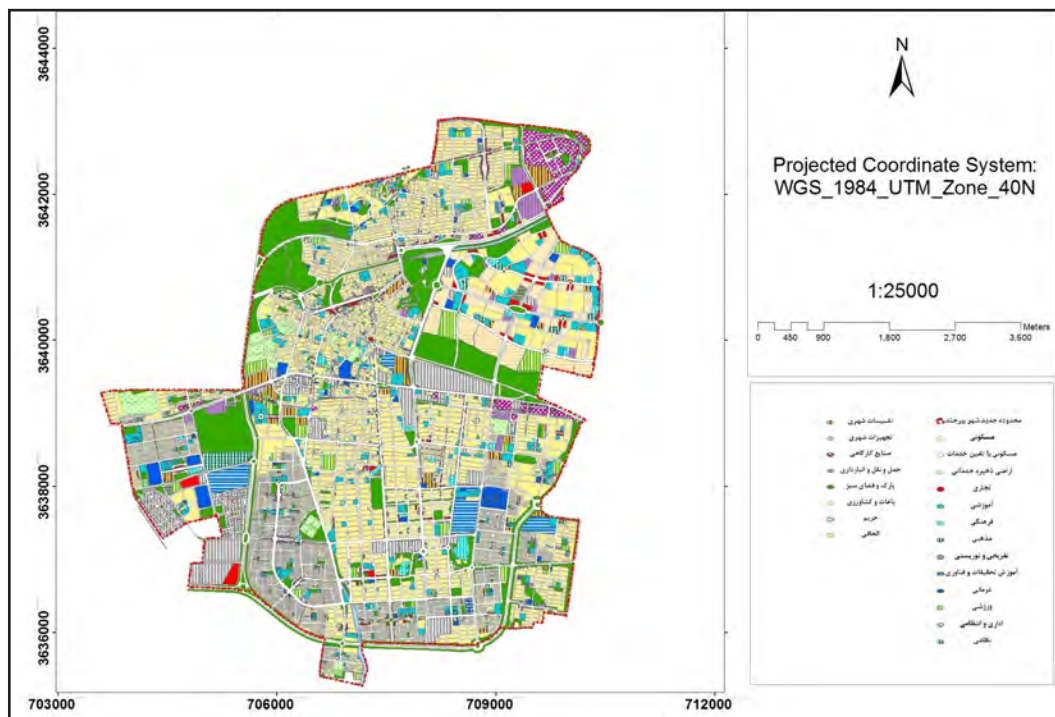 3644000
3642000
3640000
3638000
3636000
703000
706000
709000
712000
N
Projected Coordinate System:
WGS_1984_UTM_Zone_40N
1:25000
Meters
0 450 900 1,800 2,700 3,600
محدوده جدید شهر بیرجند
مسکونی
مسکونی با تامین خدمات
اراضی ذخیره خدماتی
تجاری
آموزشی
فرهنگی
مذهبی
تفریحی و توریستی
آموزش تحقیقات و فناوری
درمانی
ورزشی
اداری و انتظامی
نظامی
تاسیسات شهری
تجهیزات شهری
صنایع کارگاهی
حمل و نقل و انبارداری
پارک و فضای سبز
باغات و کشاورزی
حریم
الحاقی